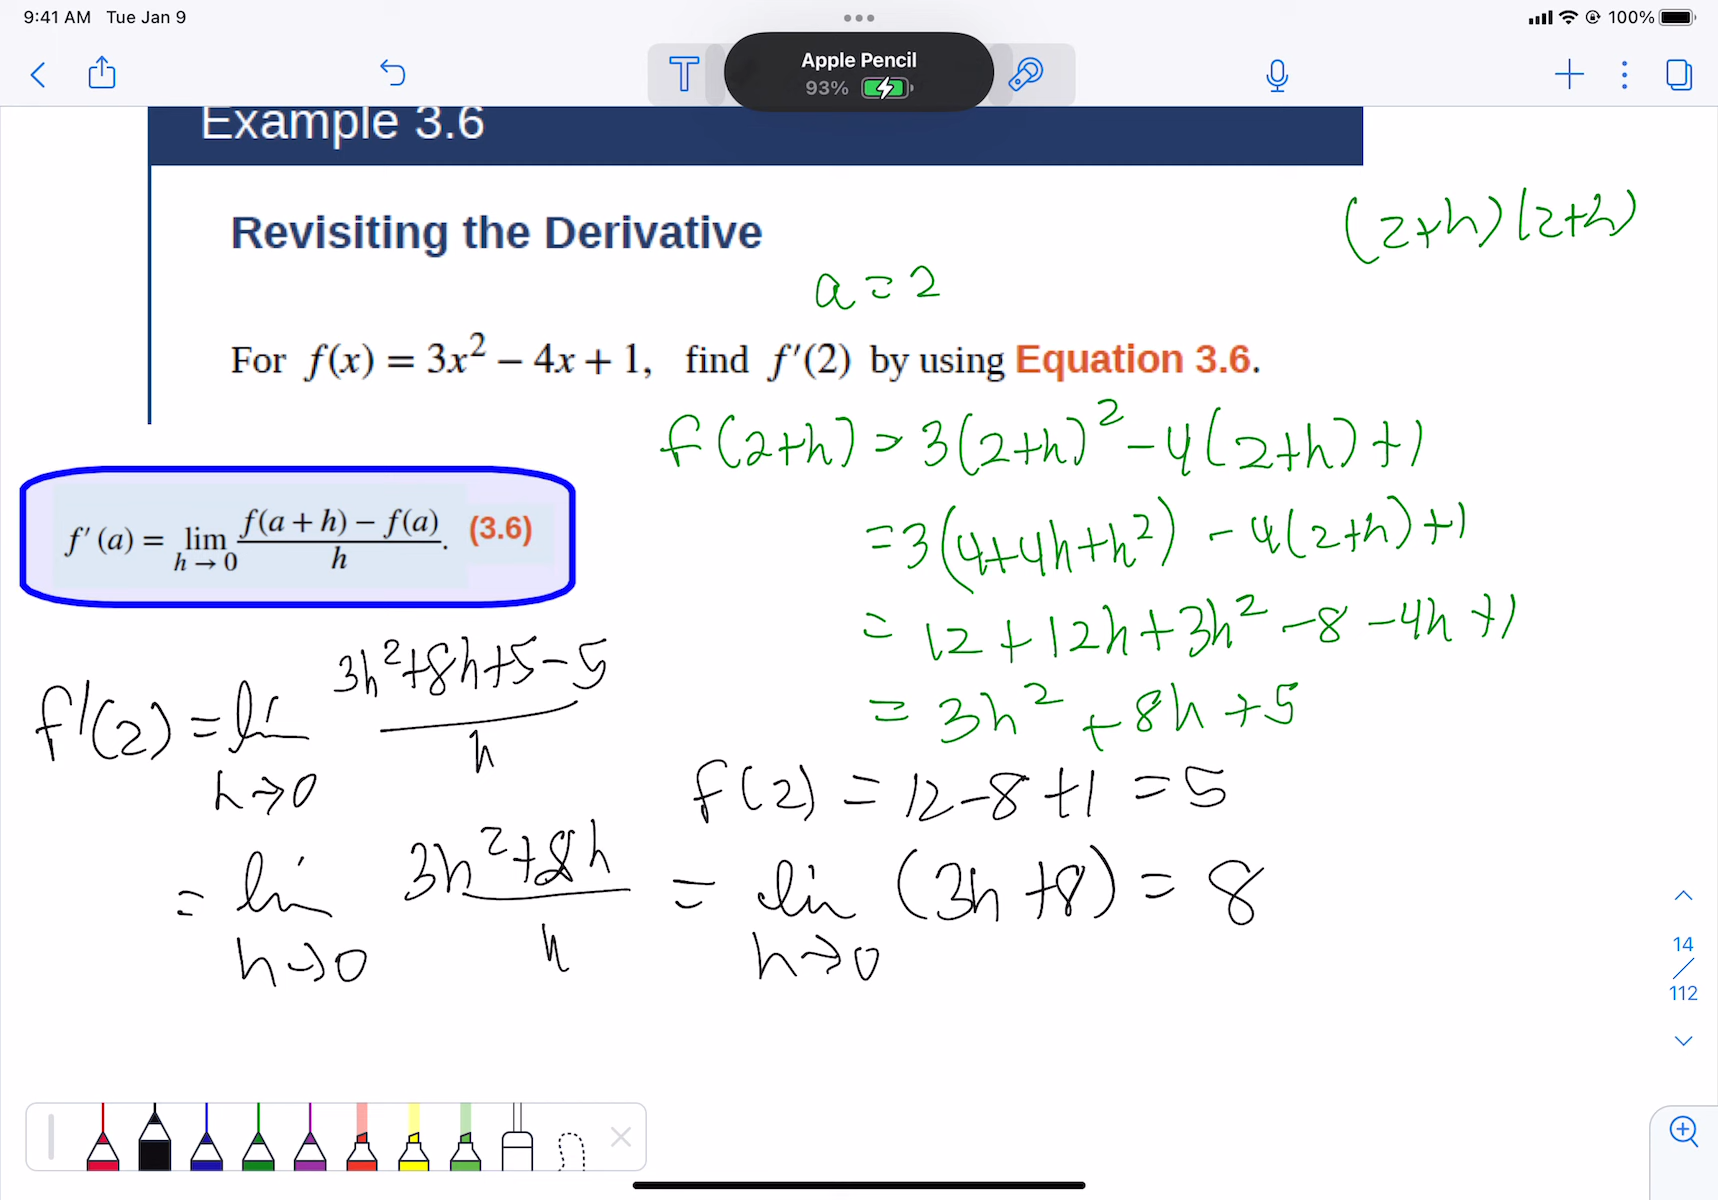 9:41 AM Tue Jan 9
100%
Apple Pencil
93%
T
Example 3.6
Revisiting the Derivative
(2+h)(2+h)
a = 2
For f(x) = 3x² − 4x + 1, find f′(2) by using Equation 3.6.
f(2+h) = 3(2+h)² - 4(2+h) + 1
= 3(4+4h+h²) - 4(2+h) + 1
f′(a) = lim h → 0 f(a + h) − f(a) / h. (3.6)
= 12 + 12h + 3h² - 8 - 4h + 1
= 3h² + 8h + 5
f'(2) = lim h→0 3h²+8h+5-5 / h
f(2) = 12-8+1 = 5
= lim h→0 3h²+8h / h = lim h→0 (3h+8) = 8
14
/
112